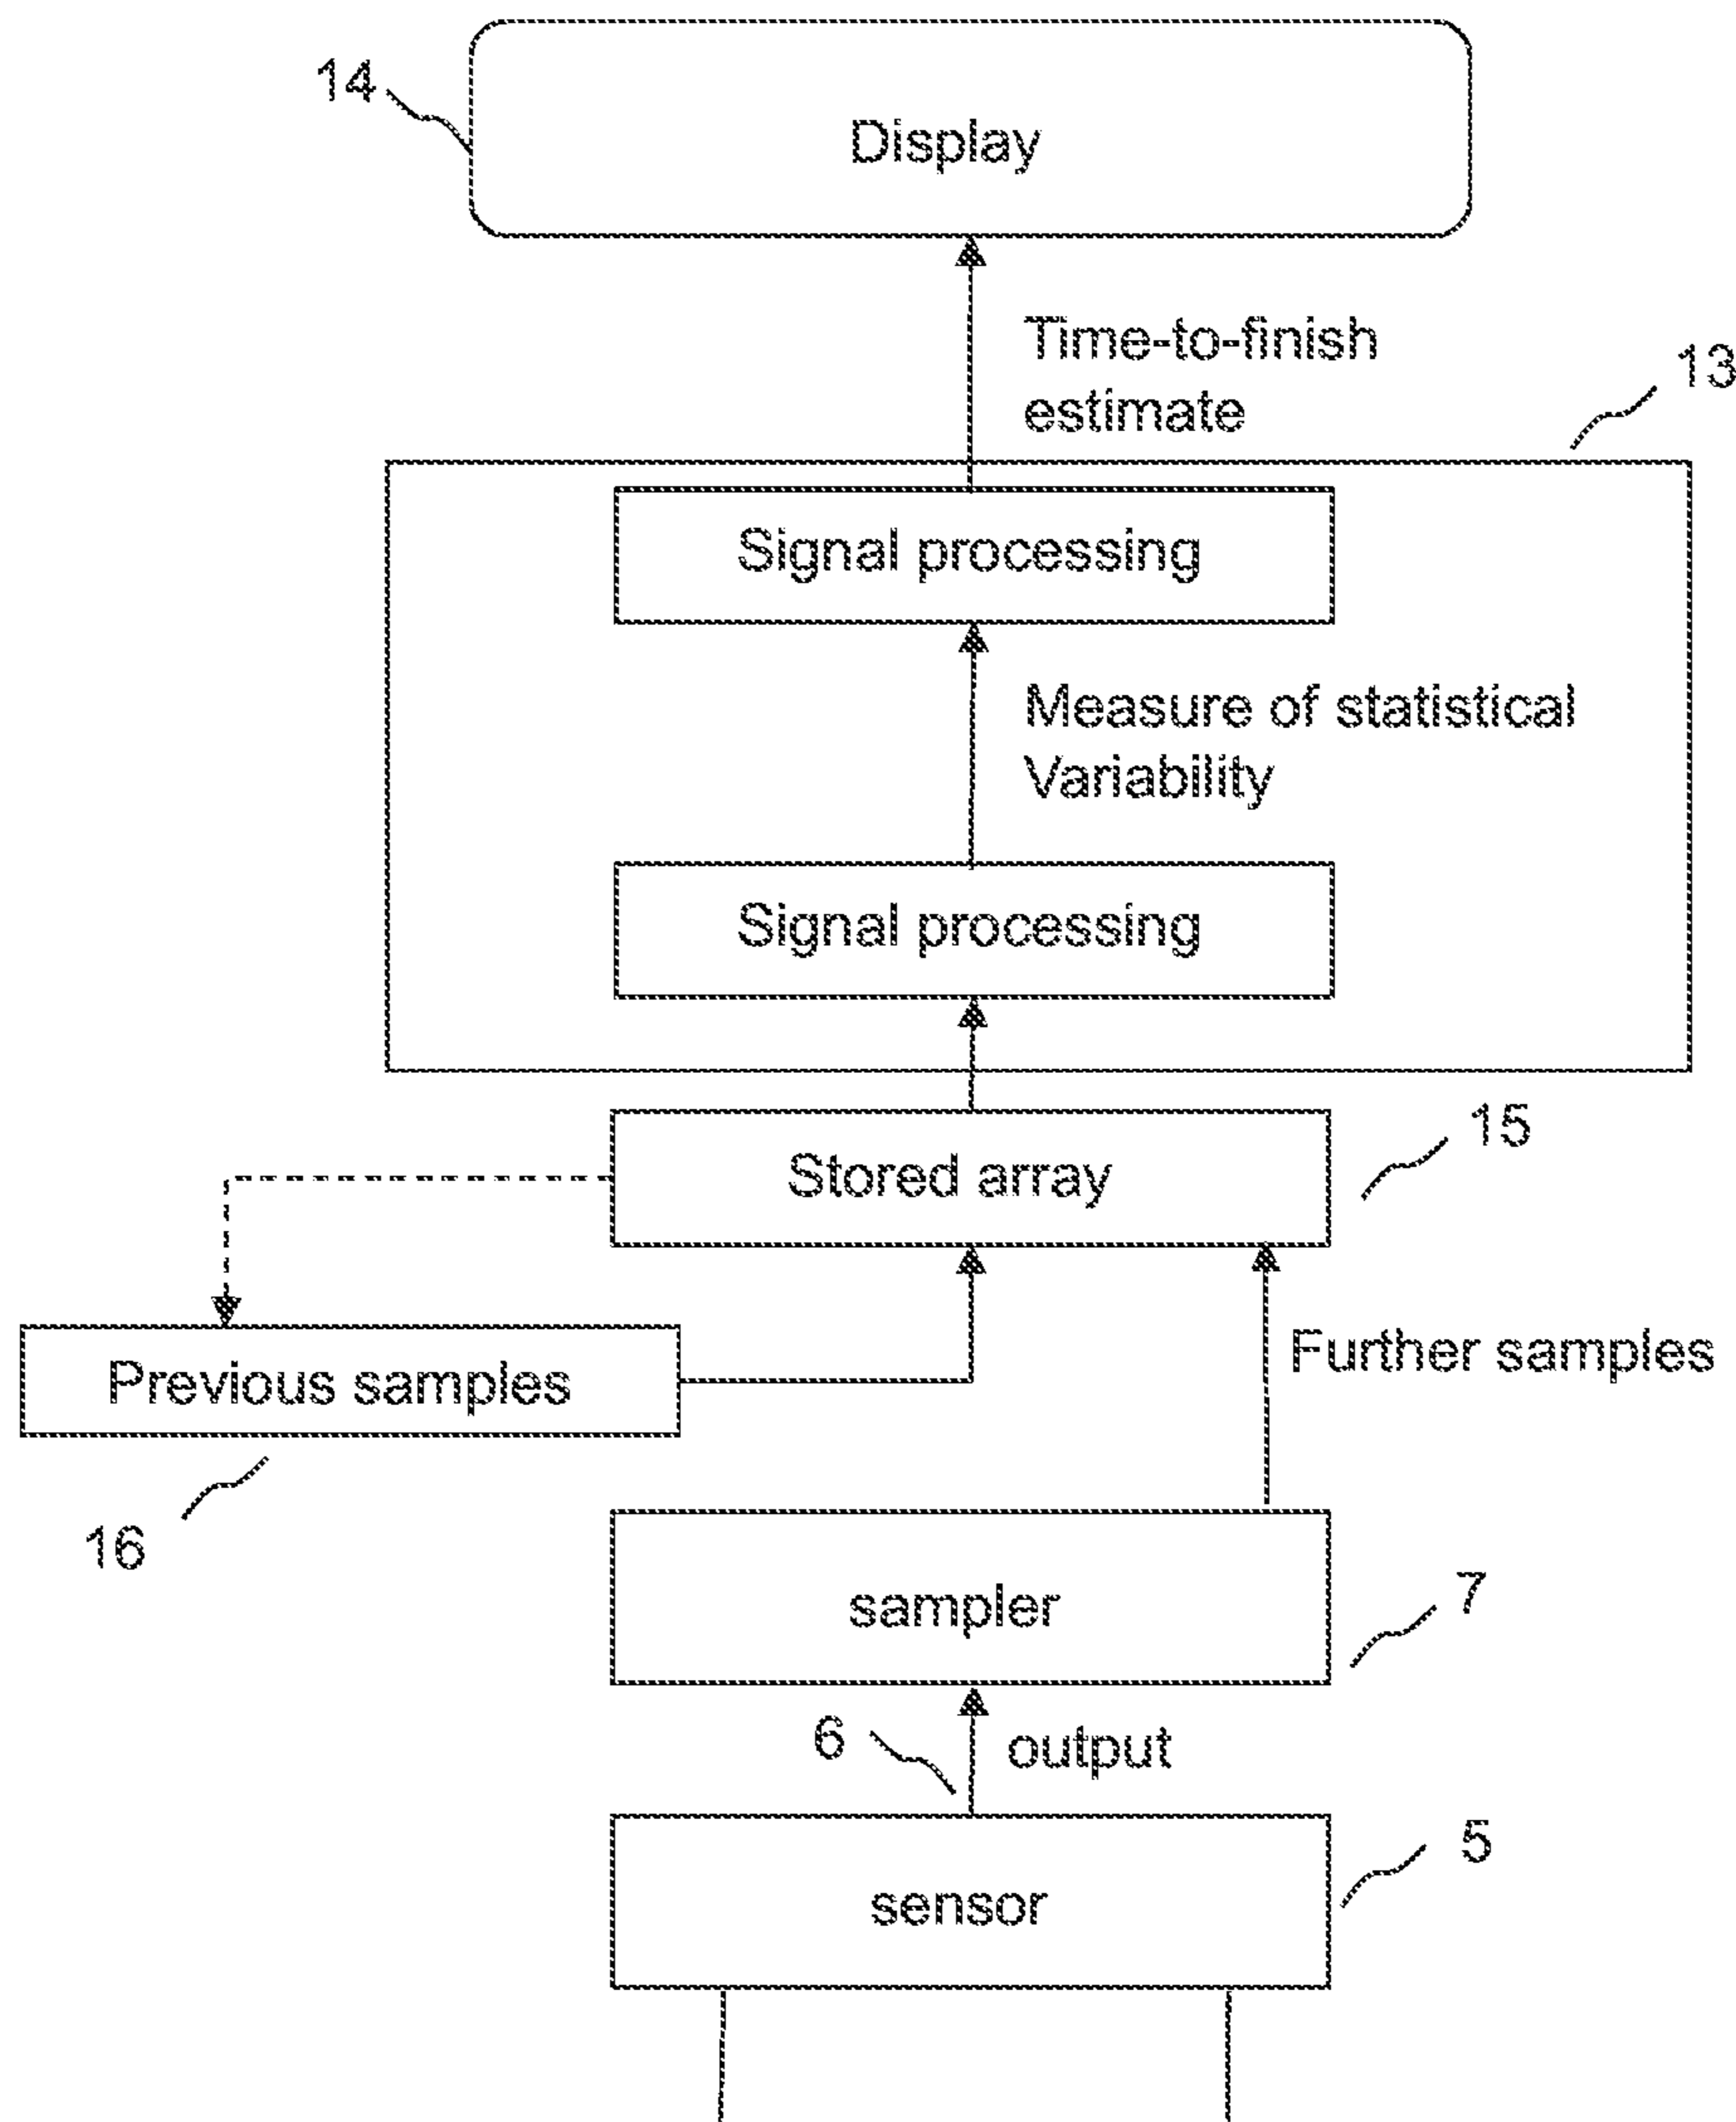 14
Display
Time-to-finish
estimate
13
Signal processing
Measure of statistical
Variability
Signal processing
15
Stored array
Further samples
Previous samples
16
sampler
7
6
output
5
sensor